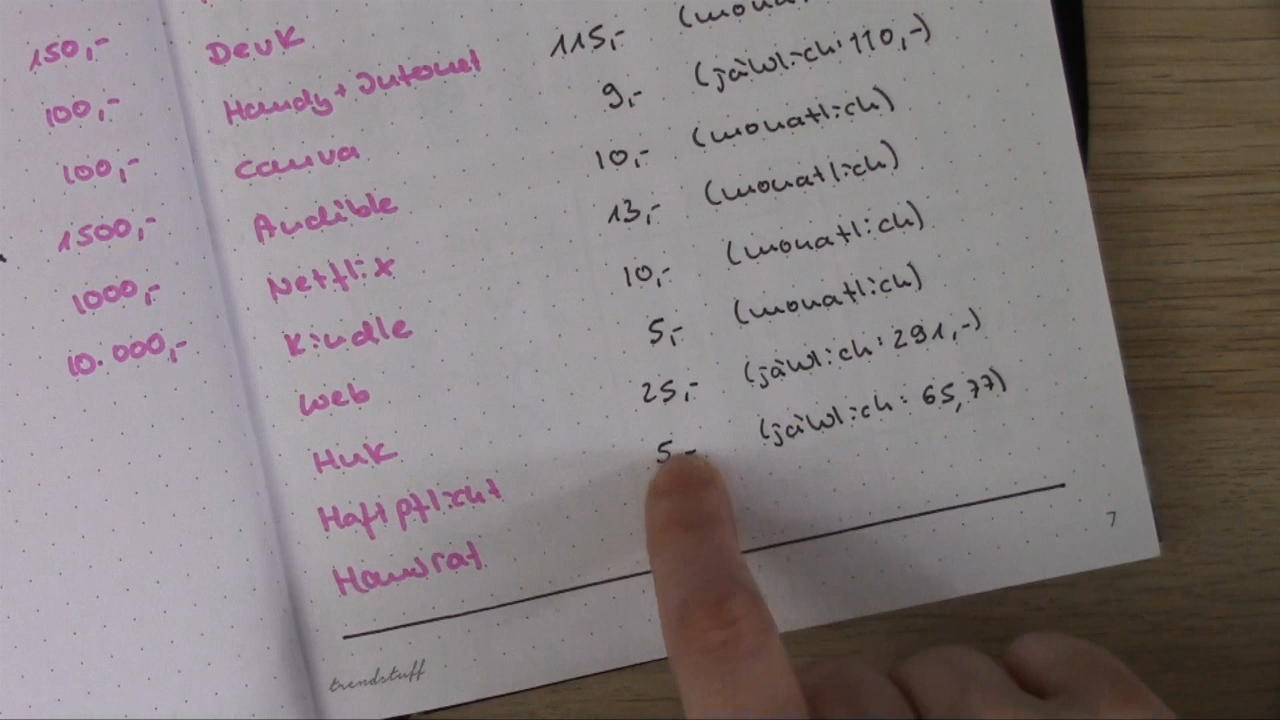 150,-
100,-
100,-
1500,-
1000,-
10.000,-
Devk
Handy + Internet 115,- (mona
Canva 9,- (jährlich: 110,-)
Audible 10,- (monatlich)
Netflix 13,- (monatlich)
Kindle 10,- (monatlich)
Web 5,- (monatlich)
Huk 25,- (jährlich: 291,-)
Haftpflicht 5,- (jährlich: 65,77)
Hausrat
trendstuff
7